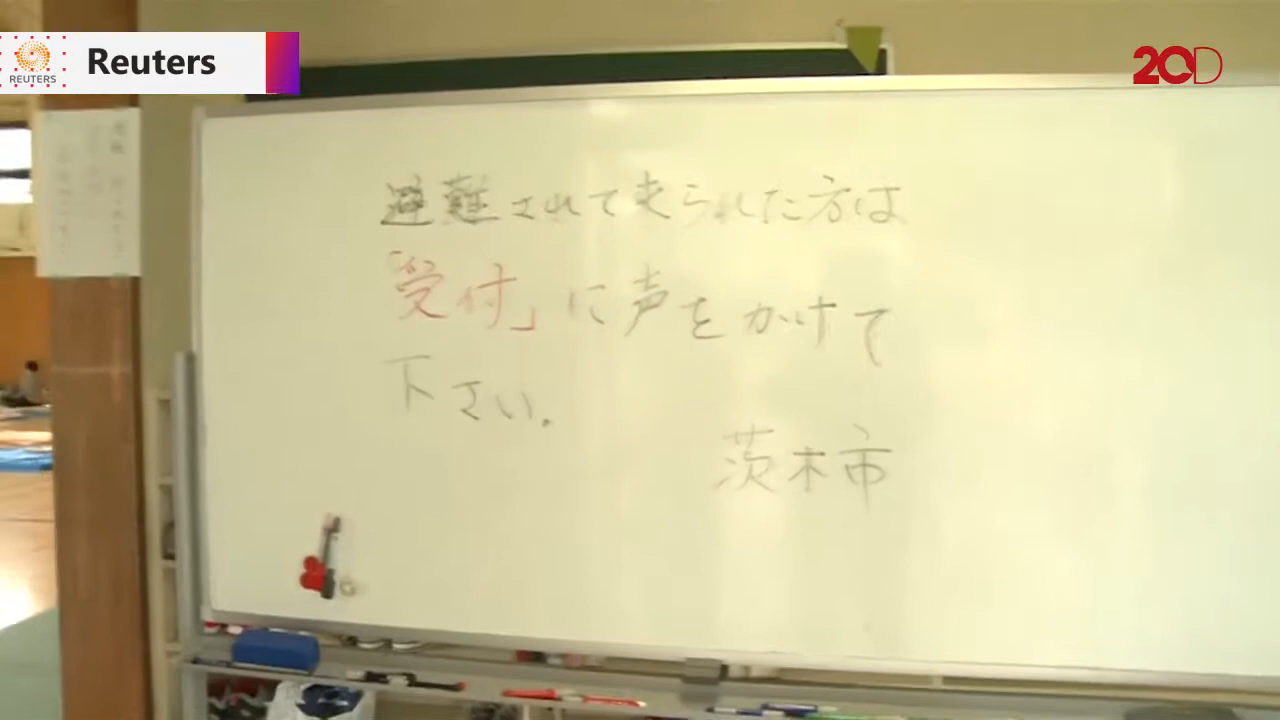 REUTERS
Reuters
20D
避難されて来られた方は
「受付」に声をかけて
下さい.
茨木市